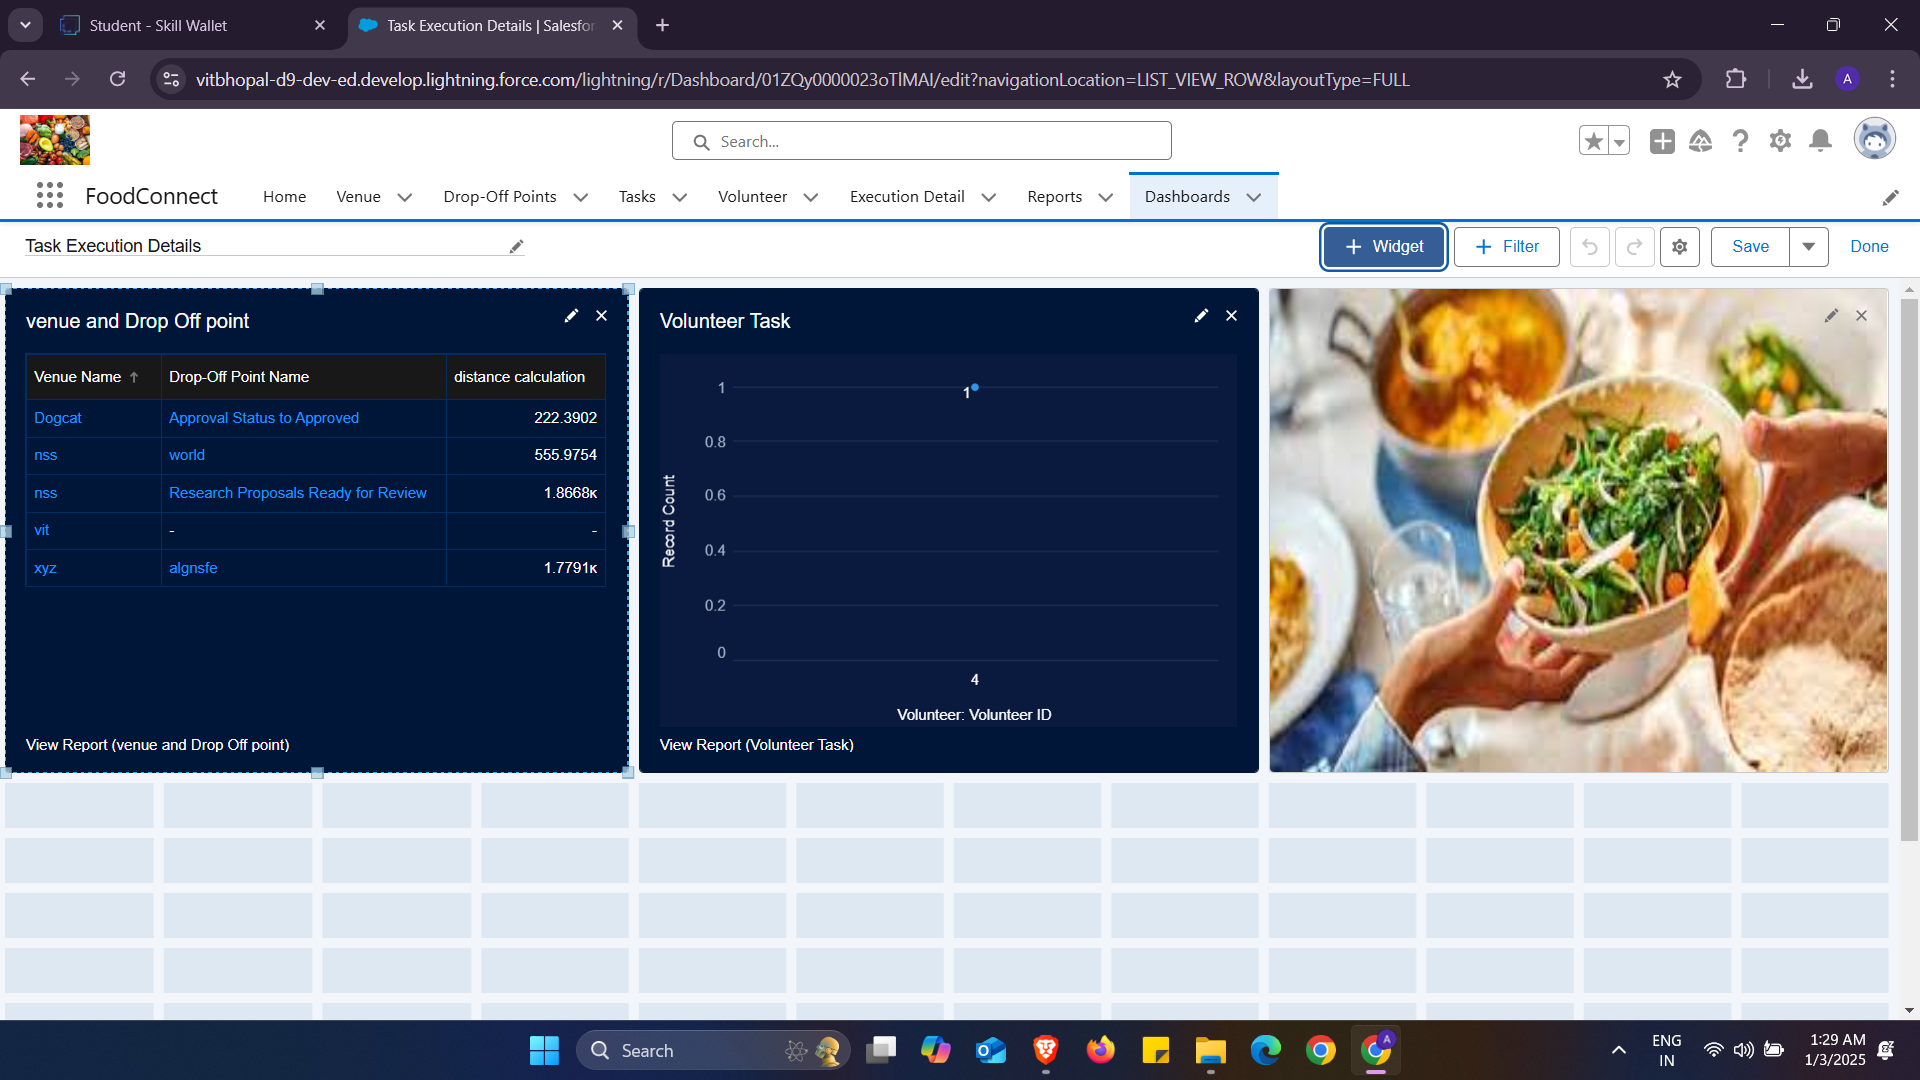 Student - Skill Wallet
Task Execution Details | Salesfor
vitbhopal-d9-dev-ed.develop.lightning.force.com/lightning/r/Dashboard/01ZQy0000023oTlMAI/edit?navigationLocation=LIST_VIEW_ROW&layoutType=FULL
A
Search...
FoodConnect
Home
Venue
Drop-Off Points
Tasks
Volunteer
Execution Detail
Reports
Dashboards
Task Execution Details
+ Widget
+ Filter
Save
Done
venue and Drop Off point
Venue Name ↑ Drop-Off Point Name distance calculation
Dogcat Approval Status to Approved 222.3902
nss world 555.9754
nss Research Proposals Ready for Review 1.8668ᴋ
vit - -
xyz algnsfe 1.7791ᴋ
View Report (venue and Drop Off point)
Volunteer Task
Record Count
1
0.8
0.6
0.4
0.2
0
1
4
Volunteer: Volunteer ID
View Report (Volunteer Task)
Search
A
ENG
IN
1:29 AM
1/3/2025